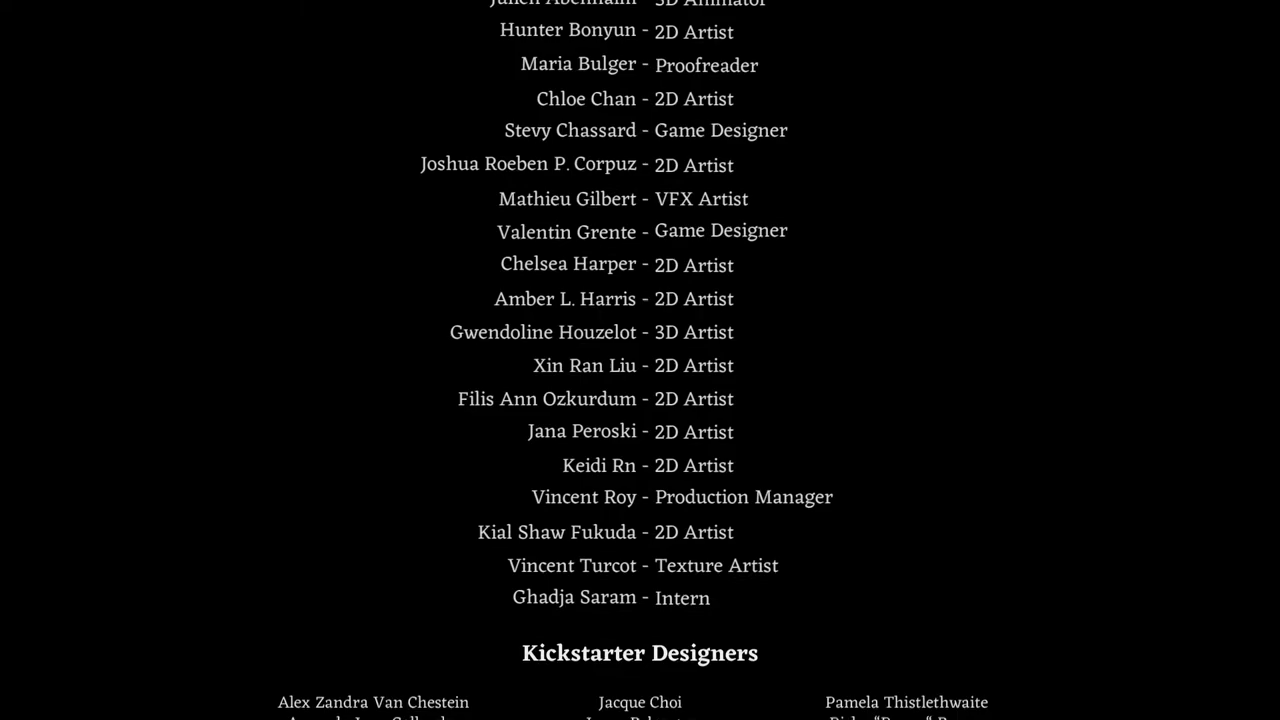 Hunter Bonyun - 2D Artist
Maria Bulger - Proofreader
Chloe Chan - 2D Artist
Stevy Chassard - Game Designer
Joshua Roeben P. Corpuz - 2D Artist
Mathieu Gilbert - VFX Artist
Valentin Grente - Game Designer
Chelsea Harper - 2D Artist
Amber L. Harris - 2D Artist
Gwendoline Houzelot - 3D Artist
Xin Ran Liu - 2D Artist
Filis Ann Ozkurdum - 2D Artist
Jana Peroski - 2D Artist
Keidi Rn - 2D Artist
Vincent Roy - Production Manager
Kial Shaw Fukuda - 2D Artist
Vincent Turcot - Texture Artist
Ghadja Saram - Intern
Kickstarter Designers
Alex Zandra Van Chestein Jacque Choi Pamela Thistlethwaite